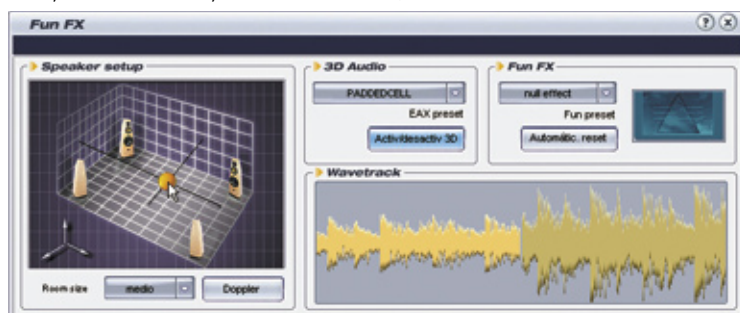 Fun FX
Speaker setup
Room size
medio
Doppler
3D Audio
PADDEDCELL
EAX preset
Activ/desactiv 3D
Fun FX
null effect
Fun preset
Automátic. reset
Wavetrack